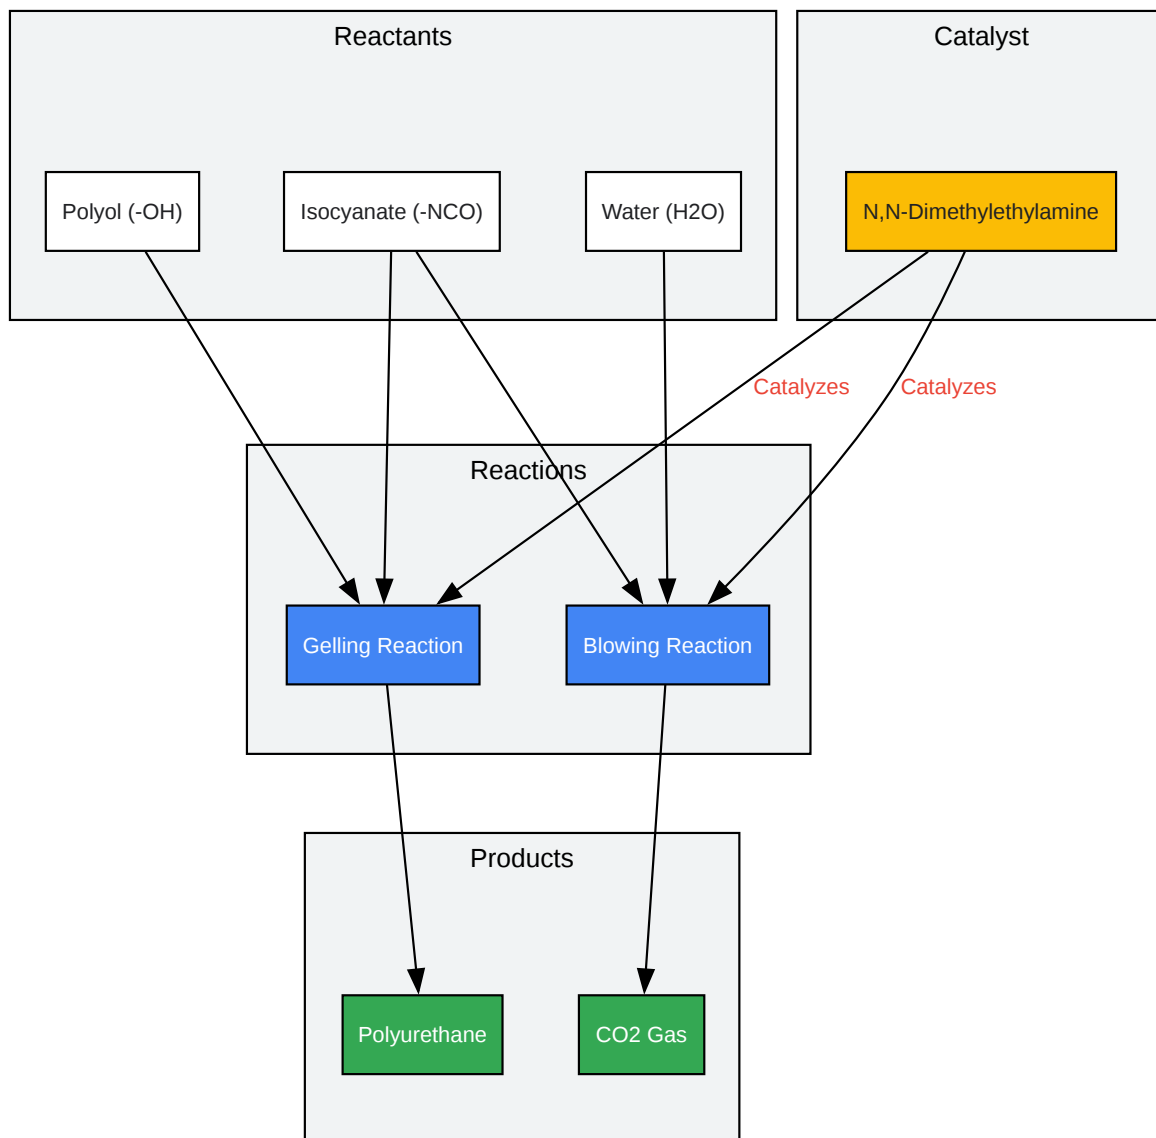 Reactants
Catalyst
Polyol (-OH)
Isocyanate (-NCO)
Water (H2O)
N,N-Dimethylethylamine
Catalyzes
Catalyzes
Reactions
Gelling Reaction
Blowing Reaction
Products
Polyurethane
CO2 Gas